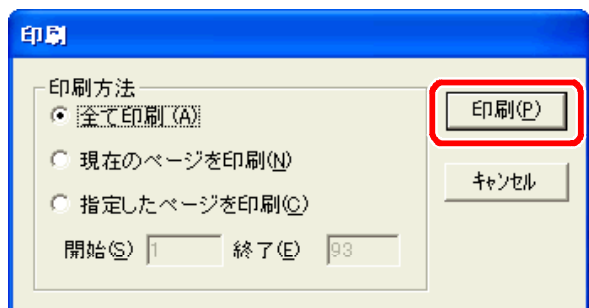 印刷
印刷方法
全て印刷(A)
現在のページを印刷(N)
指定したページを印刷(C)
開始(S) 1 終了(E) 93
印刷(P)
キャンセル